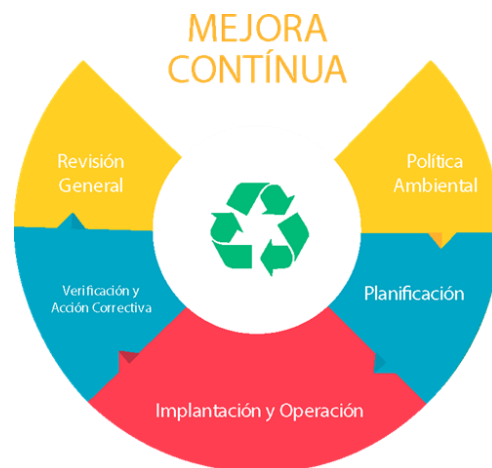 MEJORA
CONTÍNUA
Revisión
General
Política
Ambiental
Verificación y
Acción Correctiva
Planificación
Implantación y Operación